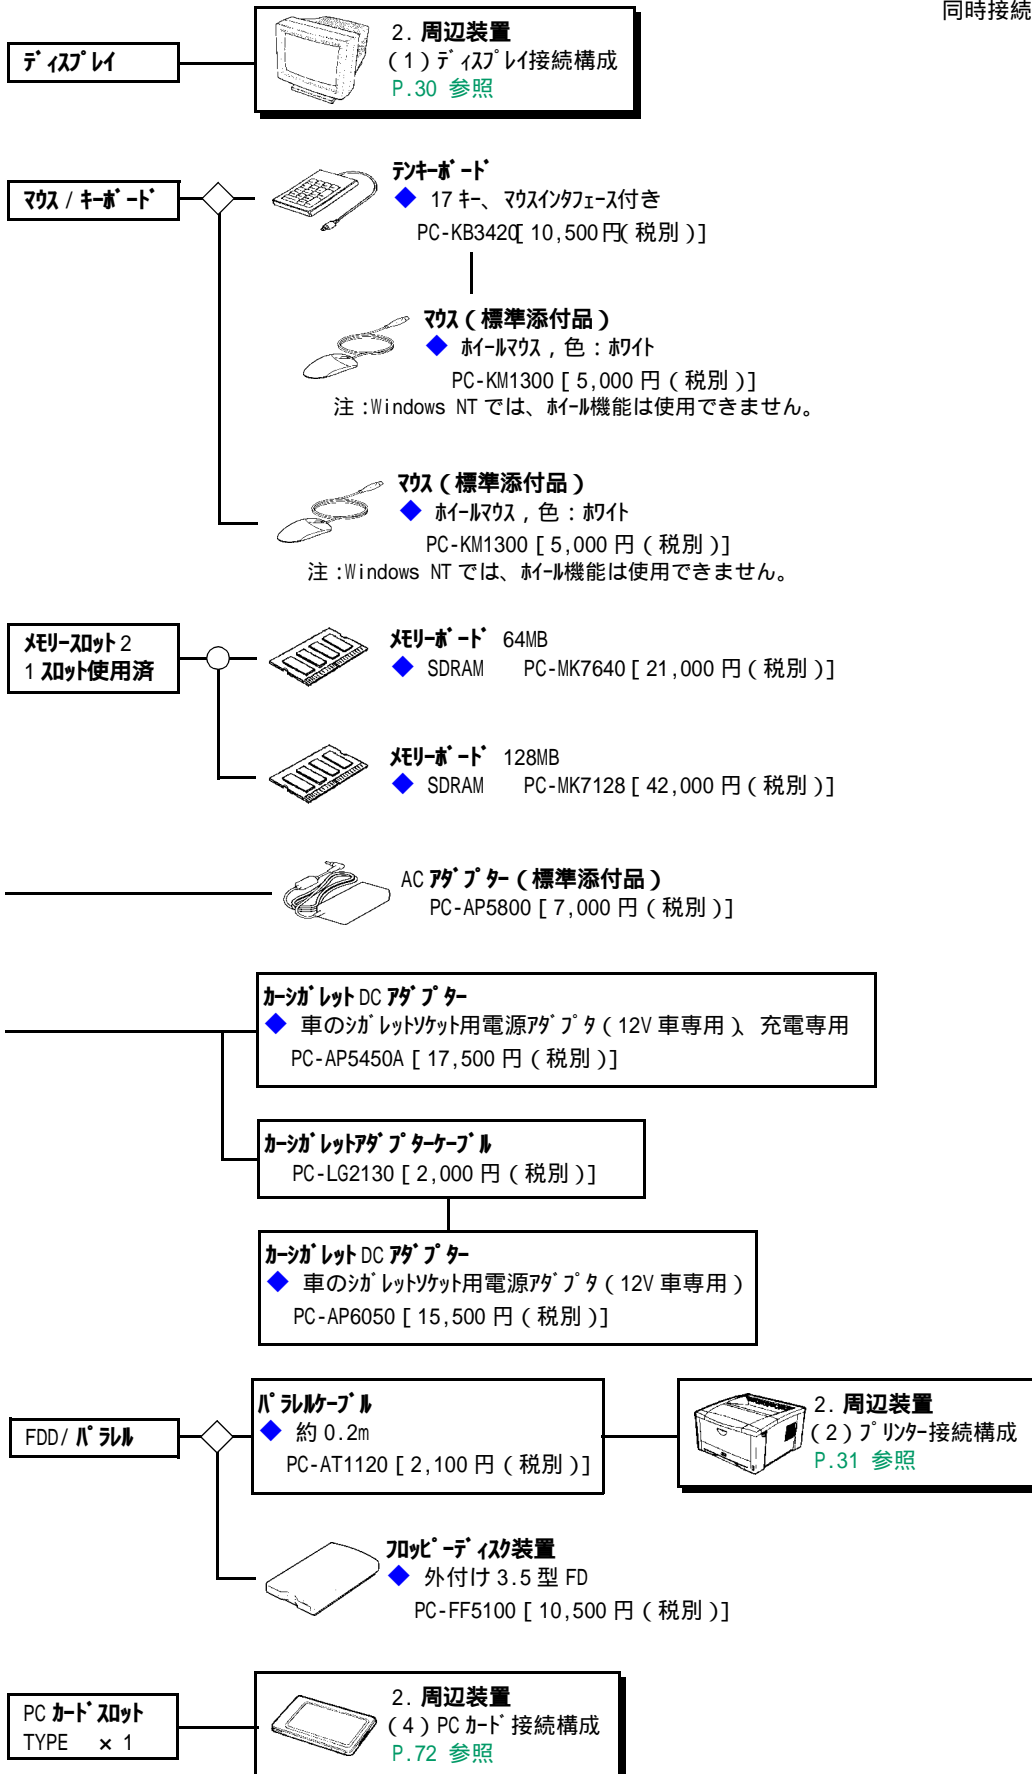 同時接続
ﾃﾞｨｽﾌﾟﾚｲ
2. 周辺装置
(1)ﾃﾞｨｽﾌﾟﾚｲ接続構成
P.30 参照
ﾏｳｽ / ｷｰﾎﾞｰﾄﾞ
ﾃﾝｷｰﾎﾞｰﾄﾞ
◆ 17 ｷｰ、ﾏｳｽｲﾝﾀﾌｪｰｽ付き
PC-KB3420[ 10,500円(税別)]
ﾏｳｽ(標準添付品)
◆ ﾎｲｰﾙﾏｳｽ,色:ﾎﾜｲﾄ
PC-KM1300 [ 5,000 円(税別)]
注:Windows NT では、ﾎｲｰﾙ機能は使用できません。
ﾏｳｽ(標準添付品)
◆ ﾎｲｰﾙﾏｳｽ,色:ﾎﾜｲﾄ
PC-KM1300 [ 5,000 円(税別)]
注:Windows NT では、ﾎｲｰﾙ機能は使用できません。
ﾒﾓﾘｰｽﾛｯﾄ 2
1 ｽﾛｯﾄ使用済
ﾒﾓﾘｰﾎﾞｰﾄﾞ 64MB
◆ SDRAM PC-MK7640 [ 21,000 円(税別)]
ﾒﾓﾘｰﾎﾞｰﾄﾞ 128MB
◆ SDRAM PC-MK7128 [ 42,000 円(税別)]
AC ｱﾀﾞﾌﾟﾀｰ(標準添付品)
PC-AP5800 [ 7,000 円(税別)]
ｶｰｼｶﾞﾚｯﾄ DC ｱﾀﾞﾌﾟﾀｰ
◆ 車のｼｶﾞﾚｯﾄｿｹｯﾄ用電源ｱﾀﾞﾌﾟﾀ(12V 車専用)、充電専用
PC-AP5450A [ 17,500 円(税別)]
ｶｰｼｶﾞﾚｯﾄｱﾀﾞﾌﾟﾀｰｹｰﾌﾞﾙ
PC-LG2130 [ 2,000 円(税別)]
ｶｰｼｶﾞﾚｯﾄ DC ｱﾀﾞﾌﾟﾀｰ
◆ 車のｼｶﾞﾚｯﾄｿｹｯﾄ用電源ｱﾀﾞﾌﾟﾀ(12V 車専用)
PC-AP6050 [ 15,500 円(税別)]
FDD/ ﾊﾟﾗﾚﾙ
ﾊﾟﾗﾚﾙｹｰﾌﾞﾙ
◆ 約 0.2m
PC-AT1120 [ 2,100 円(税別)]
2. 周辺装置
(2)ﾌﾟﾘﾝﾀｰ接続構成
P.31 参照
ﾌﾛｯﾋﾟｰﾃﾞｨｽｸ装置
◆ 外付け 3.5 型 FD
PC-FF5100 [ 10,500 円(税別)]
PC ｶｰﾄﾞｽﾛｯﾄ
TYPE × 1
2. 周辺装置
(4)PC ｶｰﾄﾞ接続構成
P.72 参照